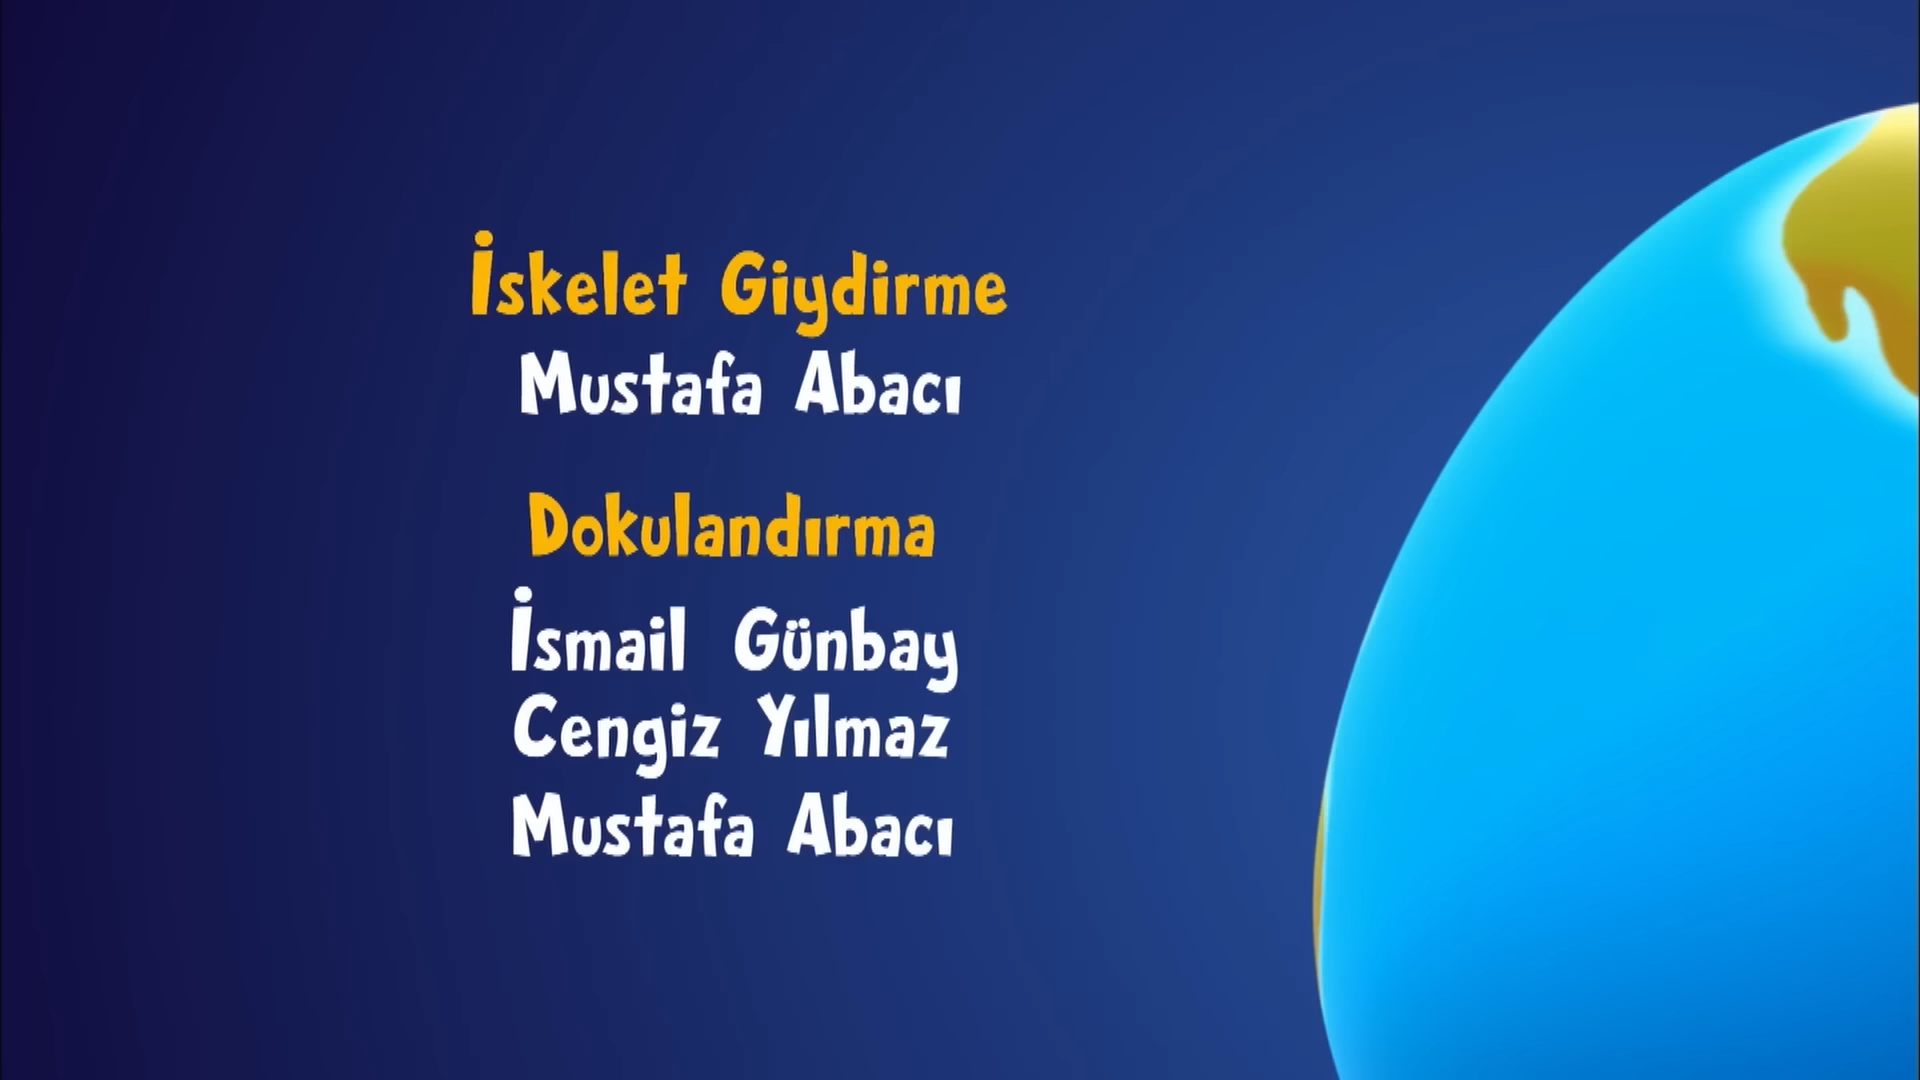 İskelet Giydirme
Mustafa Abacı
Dokulandırma
İsmail Günbay
Cengiz Yılmaz
Mustafa Abacı